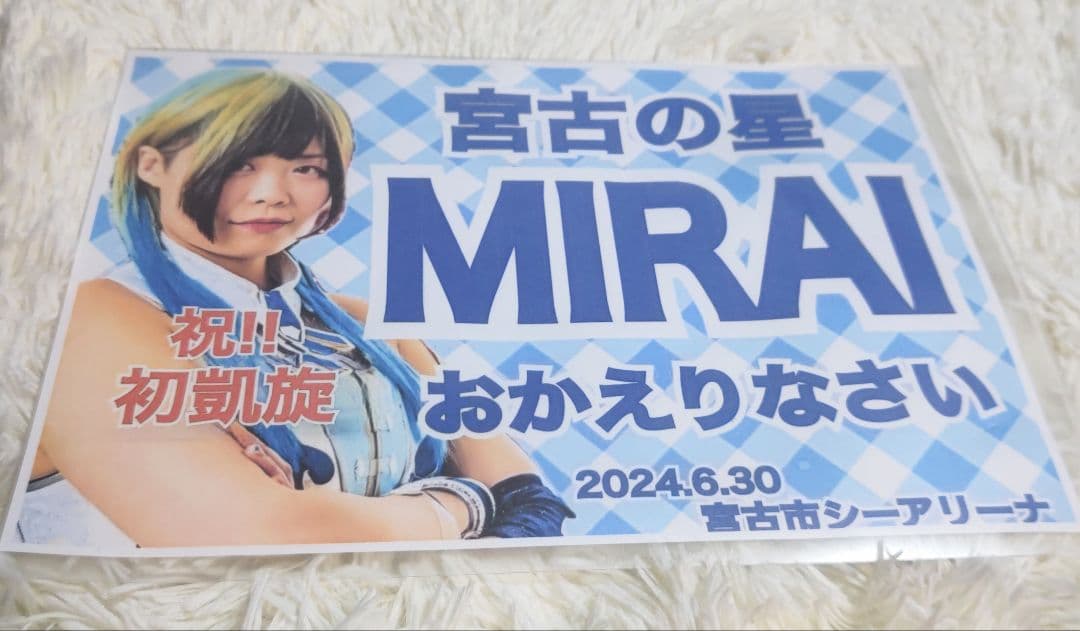 宮古の星
MIRAI
祝!!
初凱旋
おかえりなさい
2024.6.30
宮古市シーアリーナ